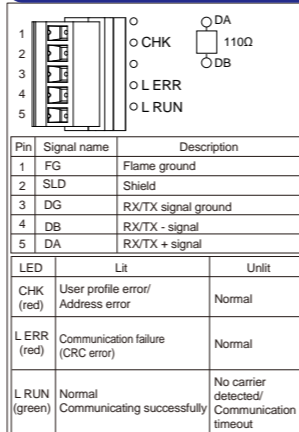 1
2
3
4
5
CHK
L ERR
L RUN
DA
110Ω
DB
Pin Signal name Description
1 FG Flame ground
2 SLD Shield
3 DG RX/TX signal ground
4 DB RX/TX - signal
5 DA RX/TX + signal
LED Lit Unlit
CHK (red) User profile error/ Address error Normal
L ERR (red) Communication failure (CRC error) Normal
L RUN (green) Normal Communicating successfully No carrier detected/ Communication timeout